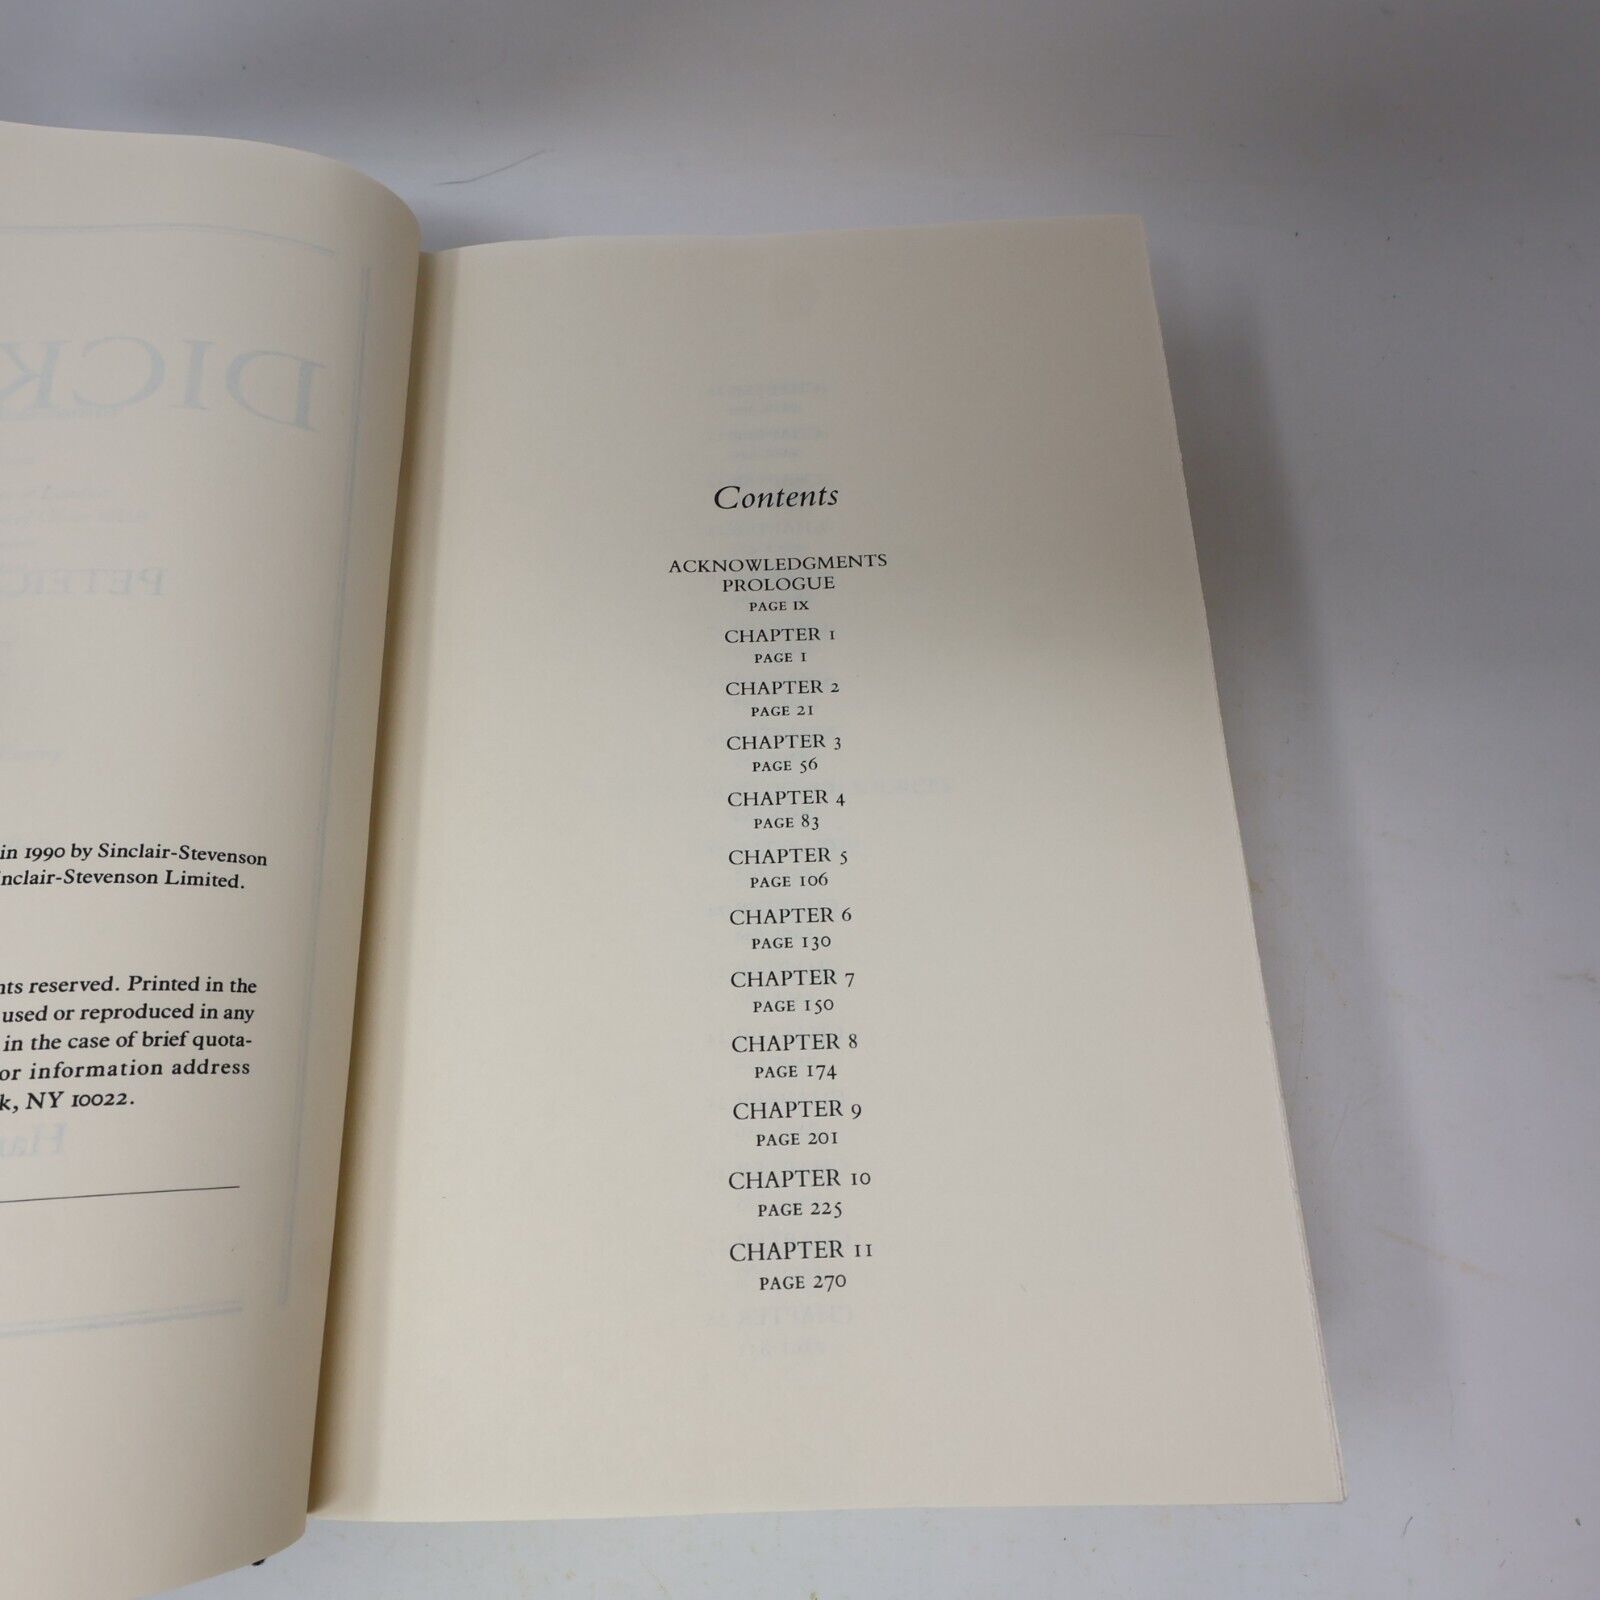 DICK
PETER
in 1990 by Sinclair-Stevenson
nclair-Stevenson Limited.
nts reserved. Printed in the
used or reproduced in any
in the case of brief quota-
or information address
k, NY 10022.
Contents
ACKNOWLEDGMENTS
PROLOGUE
PAGE IX
CHAPTER 1
PAGE 1
CHAPTER 2
PAGE 21
CHAPTER 3
PAGE 56
CHAPTER 4
PAGE 83
CHAPTER 5
PAGE 106
CHAPTER 6
PAGE 130
CHAPTER 7
PAGE 150
CHAPTER 8
PAGE 174
CHAPTER 9
PAGE 201
CHAPTER 10
PAGE 225
CHAPTER 11
PAGE 270